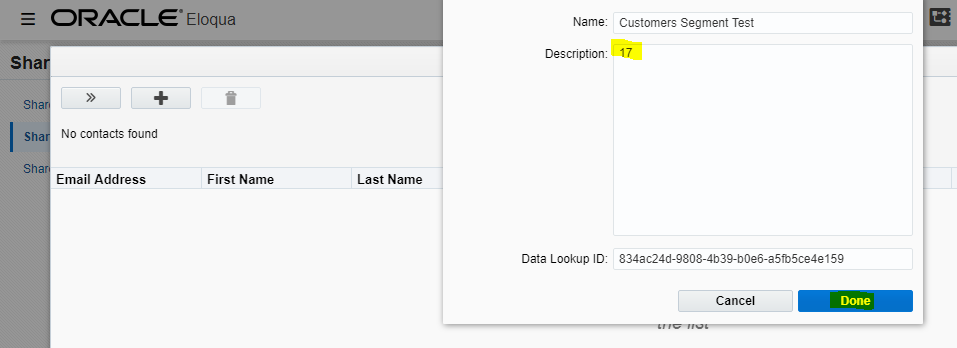 ORACLE Eloqua
Name: Customers Segment Test
Shar
Description: 17
Share
Shar
Shar
No contacts found
Email Address First Name Last Name
Data Lookup ID: 834ac24d-9808-4b39-b0e6-a5fb5ce4e159
Cancel Done
the list